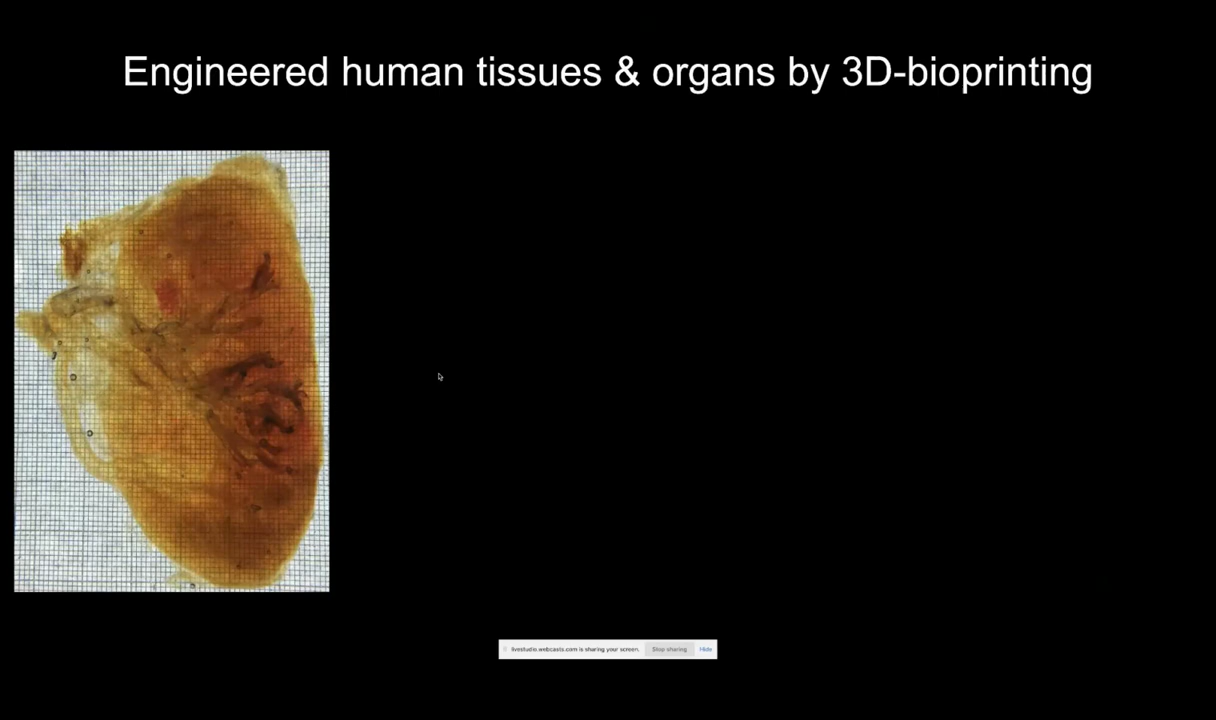 Engineered human tissues & organs by 3D-bioprinting
livestudio.webcasts.com is sharing your screen. Stop sharing Hide